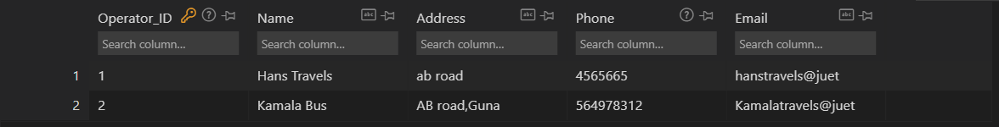 Operator_ID Name Address Phone Email
Search column... Search column... Search column... Search column... Search column...
1 1 Hans Travels ab road 4565665 hanstravels@juet
2 2 Kamala Bus AB road,Guna 564978312 Kamalatravels@juet